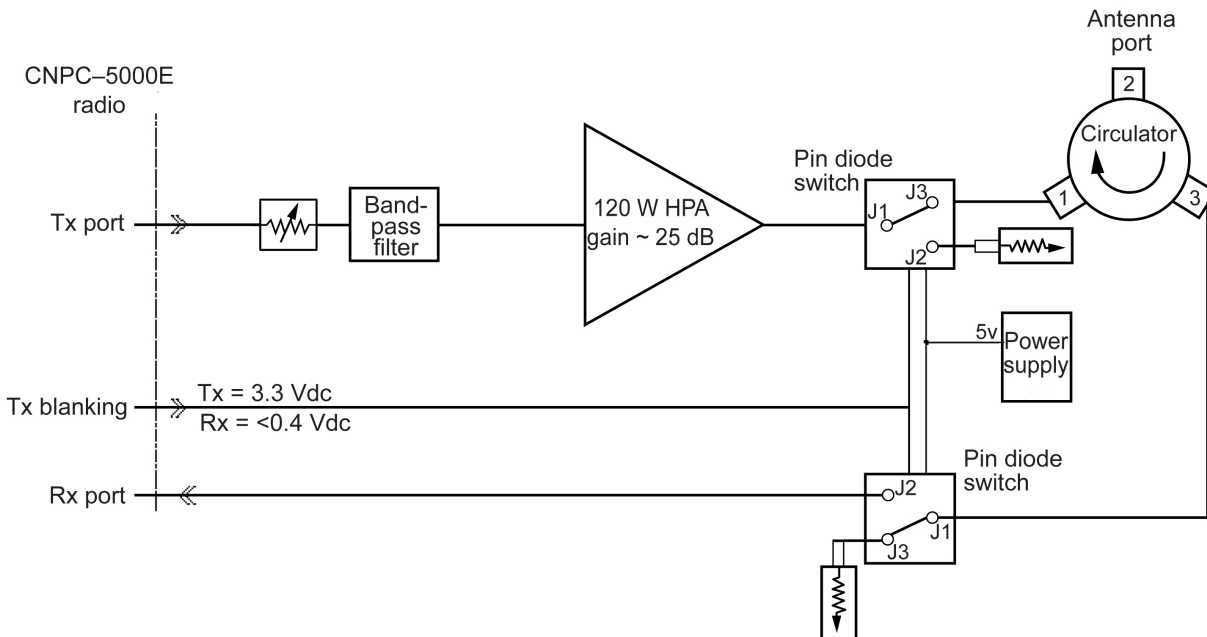 Antenna
port
CNPC–5000E
radio
2
Circulator
1
3
Pin diode
switch
Tx port
Band-
pass
filter
120 W HPA
gain ~ 25 dB
J3
J1
J2
5v
Power
supply
Tx blanking
Tx = 3.3 Vdc
Rx = <0.4 Vdc
Pin diode
switch
Rx port
J2
J1
J3